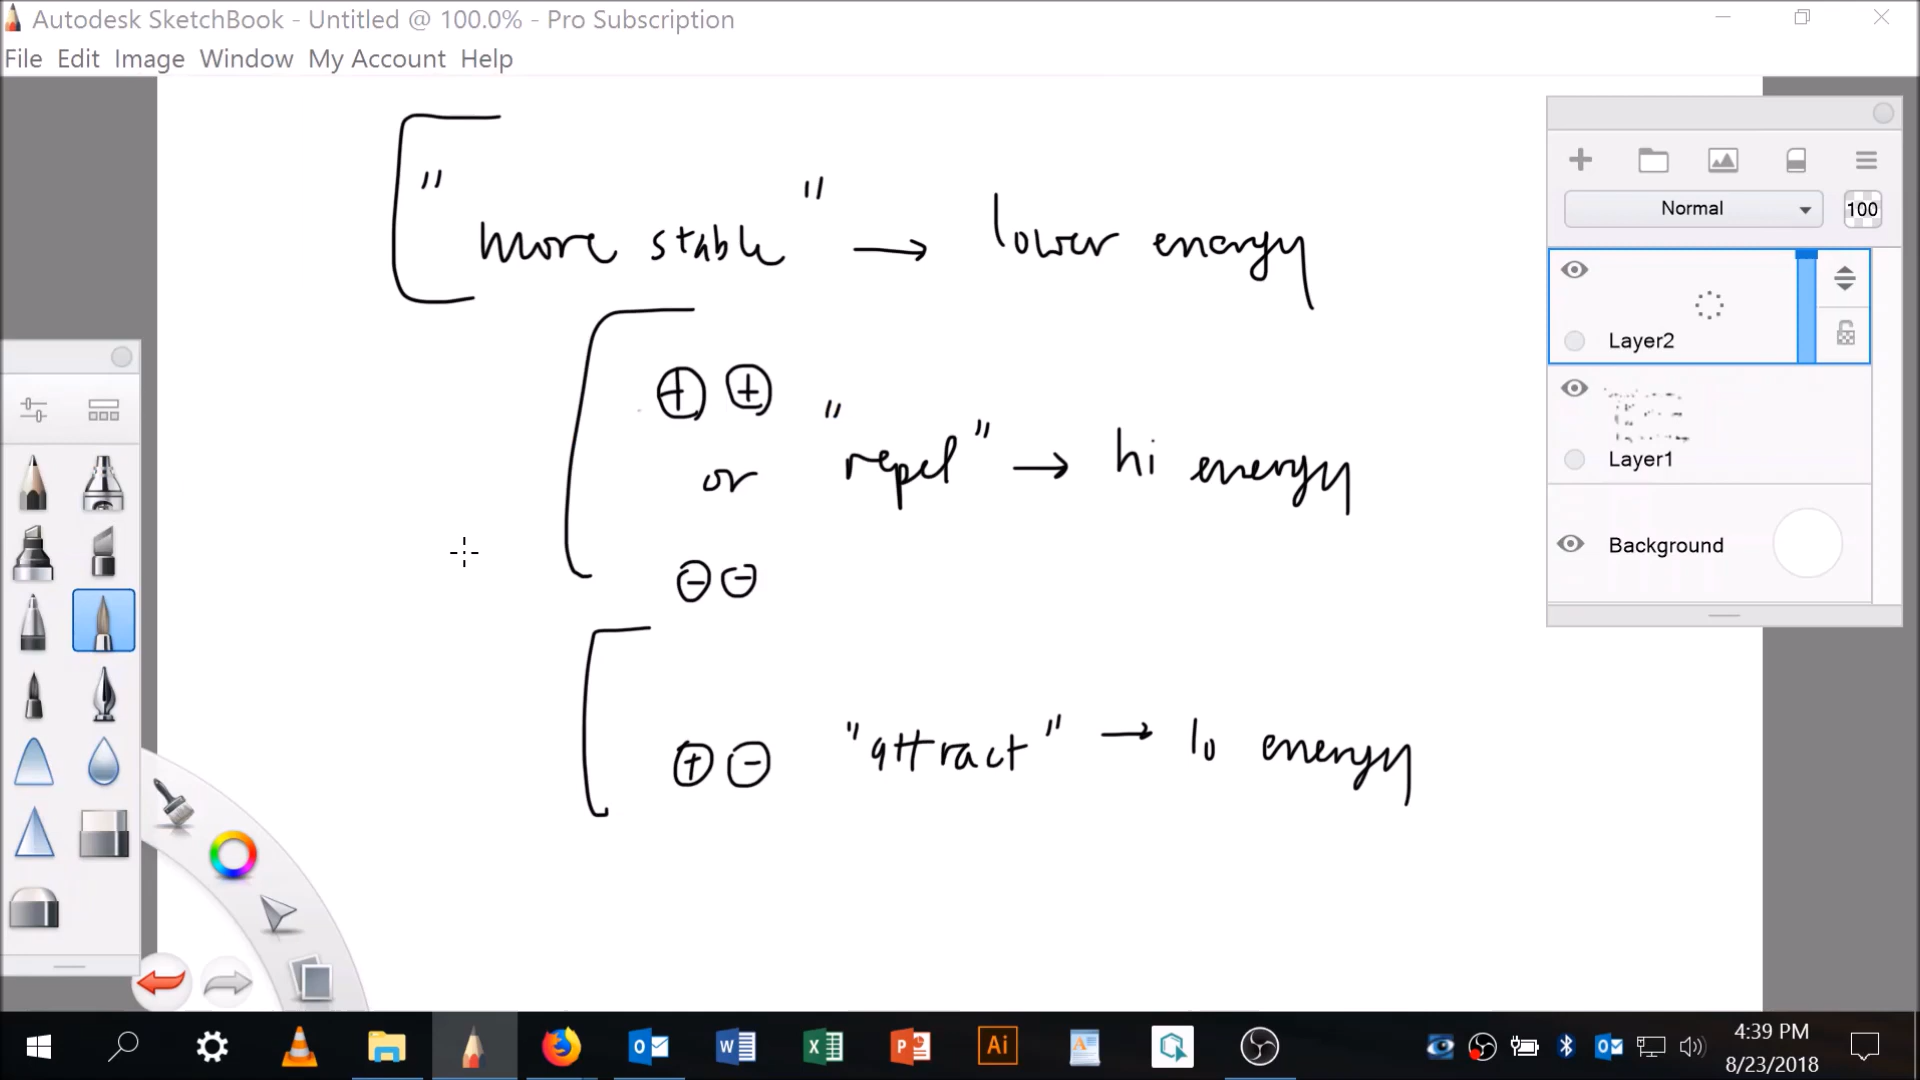 Autodesk SketchBook - Untitled @ 100.0% - Pro Subscription
File Edit Image Window My Account Help
"more stable" → lower energy
+ +
or "repel" → hi energy
- -
+ - "attract" → lo energy
Normal 100
Layer2
Layer1
Background
Ai
4:39 PM
8/23/2018